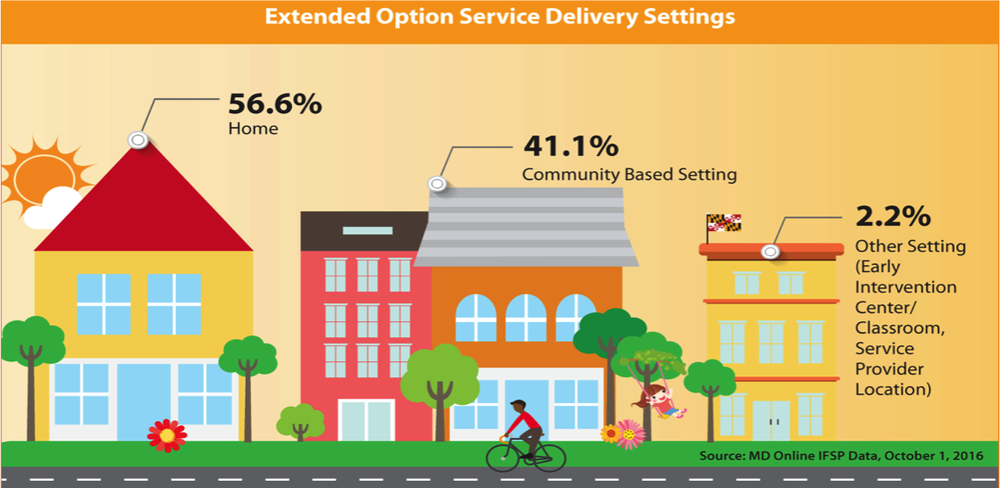 Extended Option Service Delivery Settings
56.6%
Home
41.1%
Community Based Setting
2.2%
Other Setting
(Early
Intervention
Center/
Classroom,
Service
Provider
Location)
Source: MD Online IFSP Data, October 1, 2016